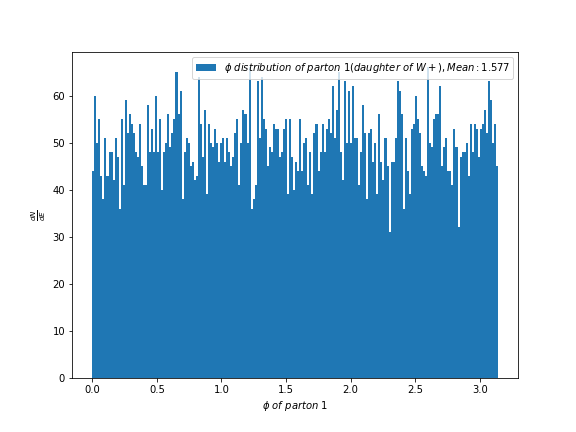 ϕ distribution of parton 1(daughter of W+), Mean: 1.577
60
50
40
30
20
10
0
dN
dE
0.0 0.5 1.0 1.5 2.0 2.5 3.0
ϕ of parton 1